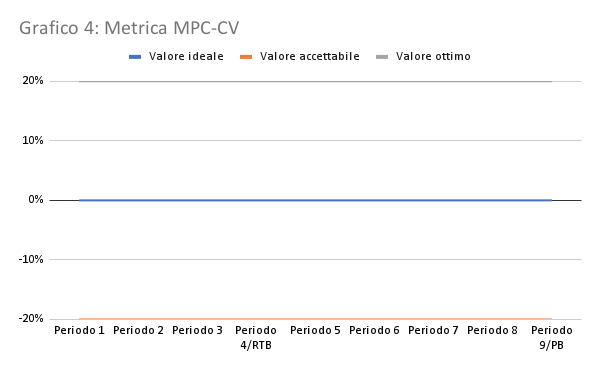 Grafico 4: Metrica MPC-CV
Valore ideale Valore accettabile Valore ottimo
20%
10%
0%
-10%
-20%
Periodo 1 Periodo 2 Periodo 3 Periodo 4/RTB Periodo 5 Periodo 6 Periodo 7 Periodo 8 Periodo 9/PB